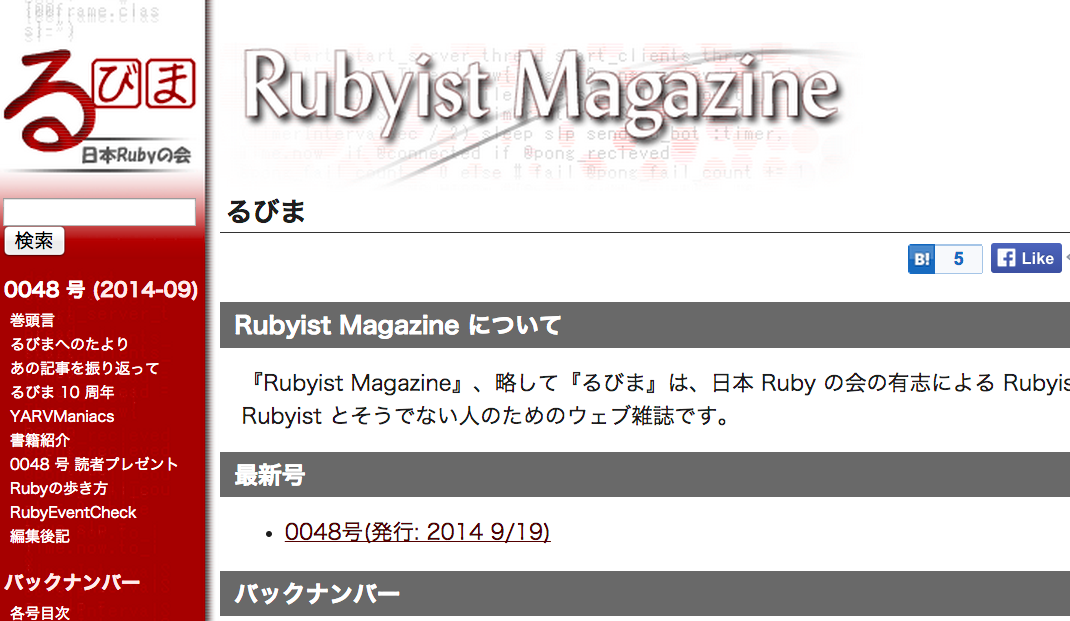 [@@frame.clas
s]=")
るびま
日本Rubyの会
Rubyist Magazine
検索
0048 号 (2014-09)
巻頭言
るびまへのたより
あの記事を振り返って
るびま 10 周年
YARVManiacs
書籍紹介
0048 号 読者プレゼント
Rubyの歩き方
RubyEventCheck
編集後記
バックナンバー
各号目次
るびま
B! 5
Like
Rubyist Magazine について
『Rubyist Magazine』、略して『るびま』は、日本 Ruby の会の有志による Rubyis
Rubyist とそうでない人のためのウェブ雑誌です。
最新号
0048号(発行: 2014 9/19)
バックナンバー